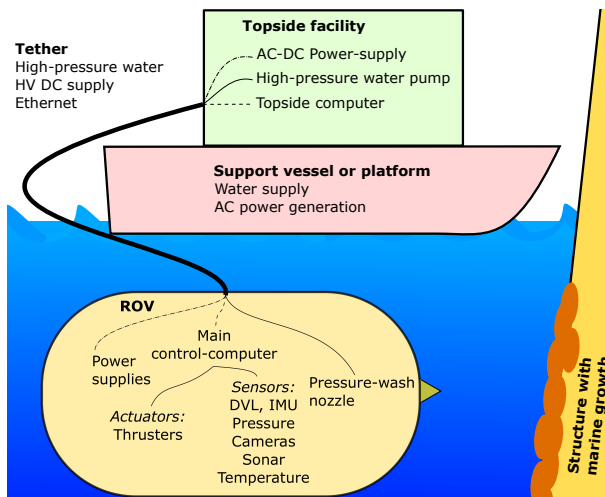 Topside facility
AC-DC Power-supply
High-pressure water pump
Topside computer
Tether
High-pressure water
HV DC supply
Ethernet
Support vessel or platform
Water supply
AC power generation
ROV
Main
control-computer
Power
supplies
Actuators:
Thrusters
Sensors:
DVL, IMU
Pressure
Cameras
Sonar
Temperature
Pressure-wash
nozzle
Structure with
marine growth